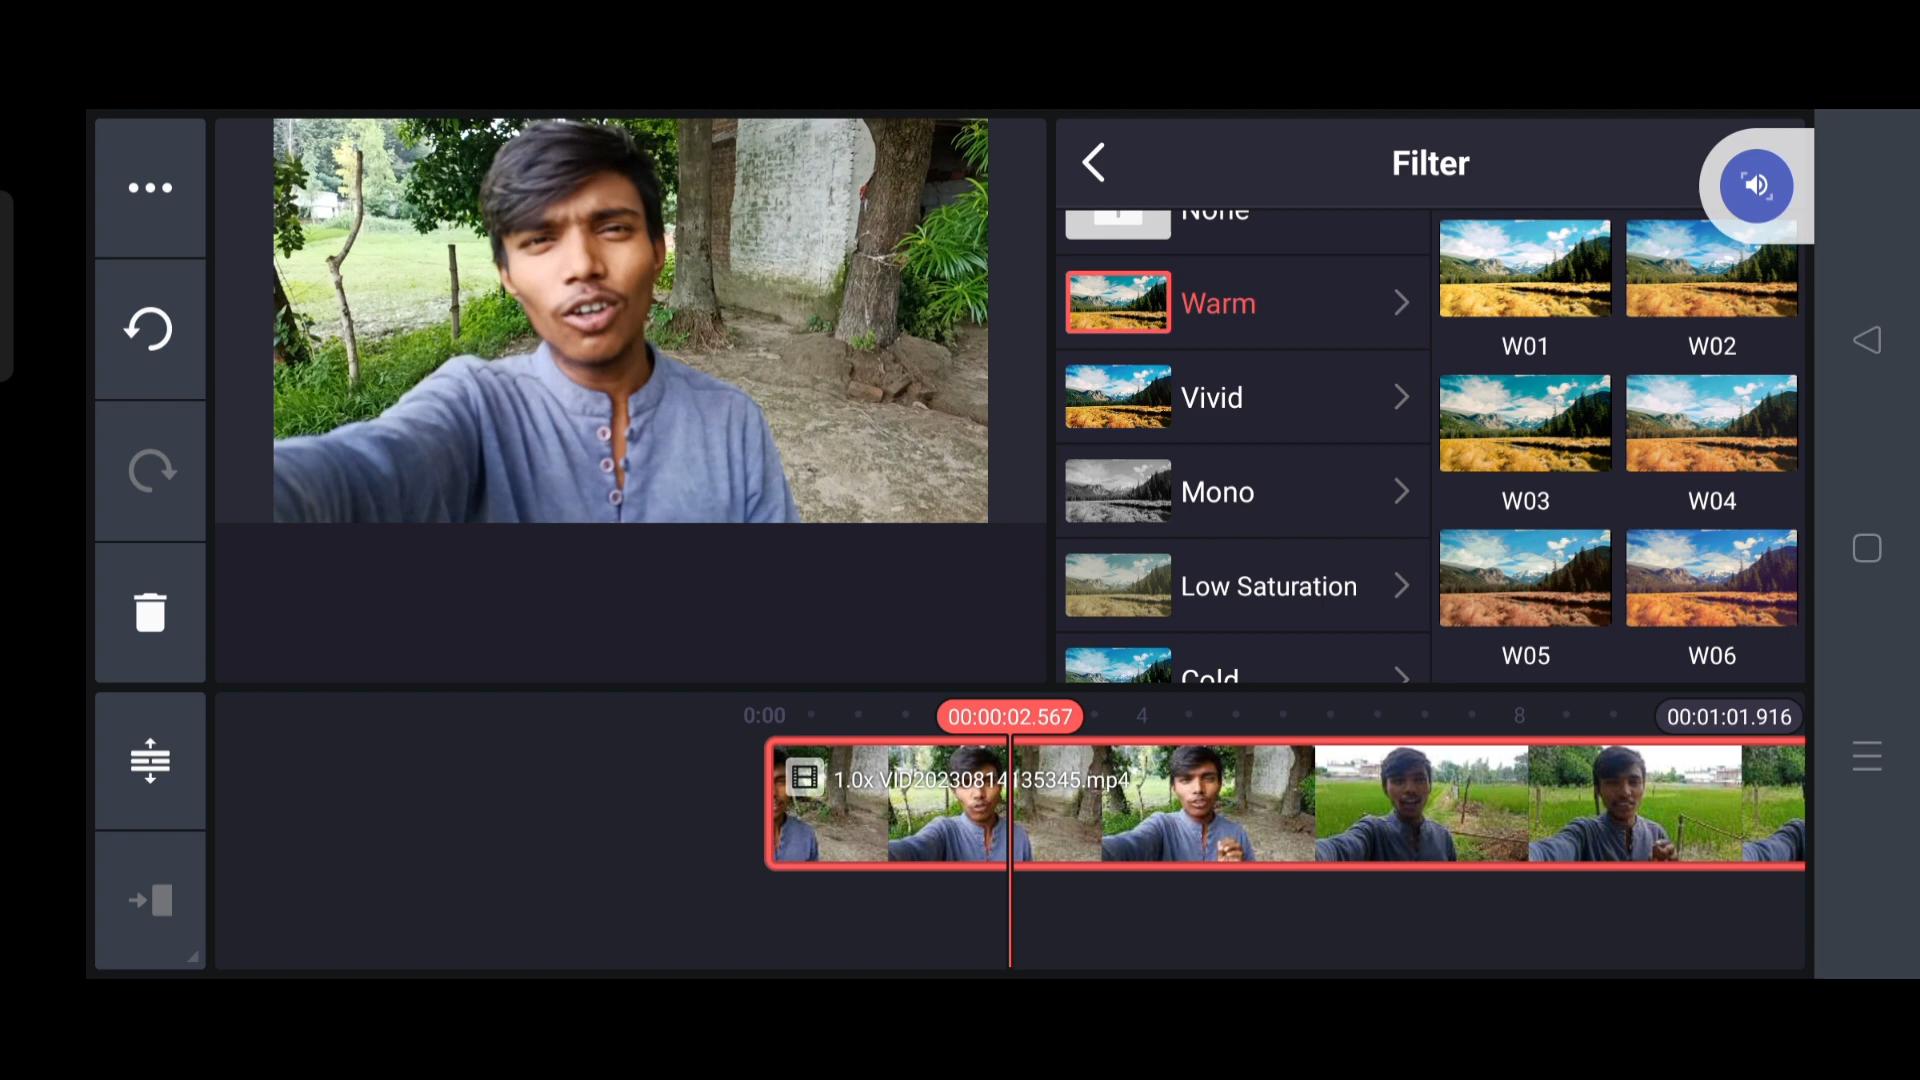 Filter
None
Warm
Vivid
Mono
Low Saturation
Cold
W01
W02
W03
W04
W05
W06
0:00
00:00:02.567
4
8
00:01:01.916
1.0x VID20230814135345.mp4